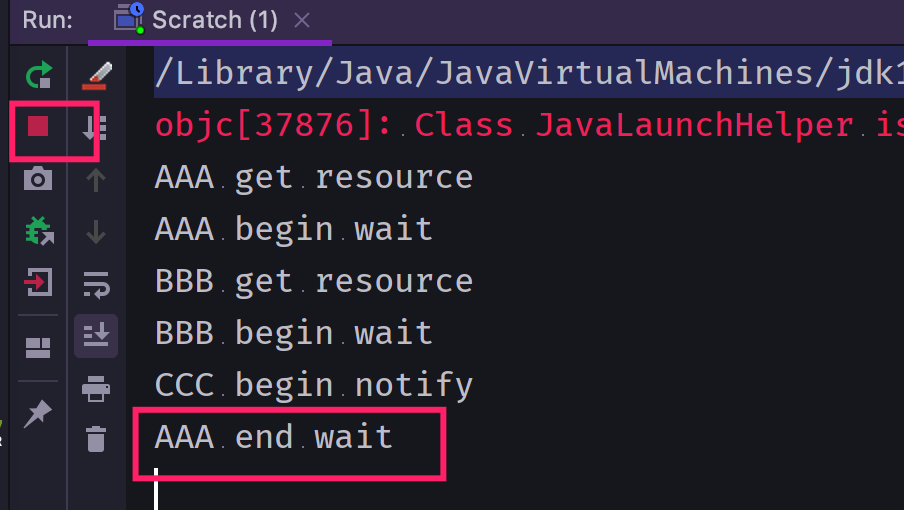 Run: Scratch (1)
/Library/Java/JavaVirtualMachines/jdk1
objc[37876]: Class JavaLaunchHelper is
AAA get resource
AAA begin wait
BBB get resource
BBB begin wait
CCC begin notify
AAA end wait